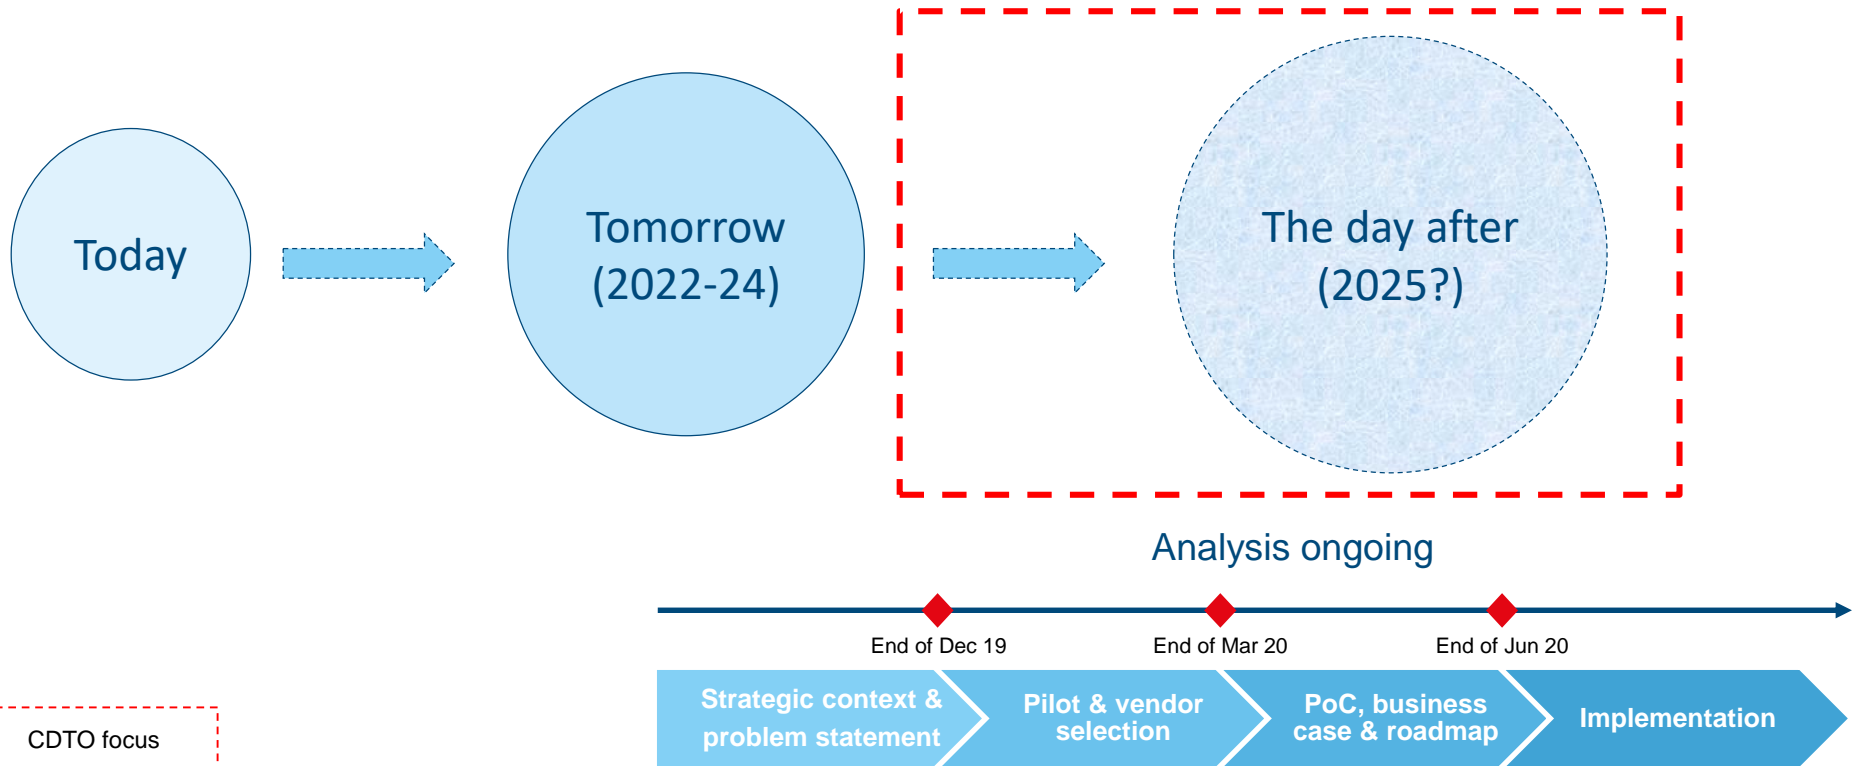 Today
Tomorrow
(2022-24)
The day after
(2025?)
Analysis ongoing
End of Dec 19
End of Mar 20
End of Jun 20
Strategic context &
problem statement
Pilot & vendor
selection
PoC, business
case & roadmap
Implementation
CDTO focus